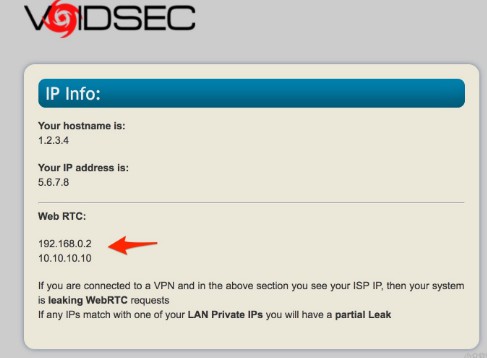 VOIDSEC
IP Info:
Your hostname is:
1.2.3.4
Your IP address is:
5.6.7.8
Web RTC:
192.168.0.2
10.10.10.10
If you are connected to a VPN and in the above section you see your ISP IP, then your system
is leaking WebRTC requests
If any IPs match with one of your LAN Private IPs you will have a partial Leak